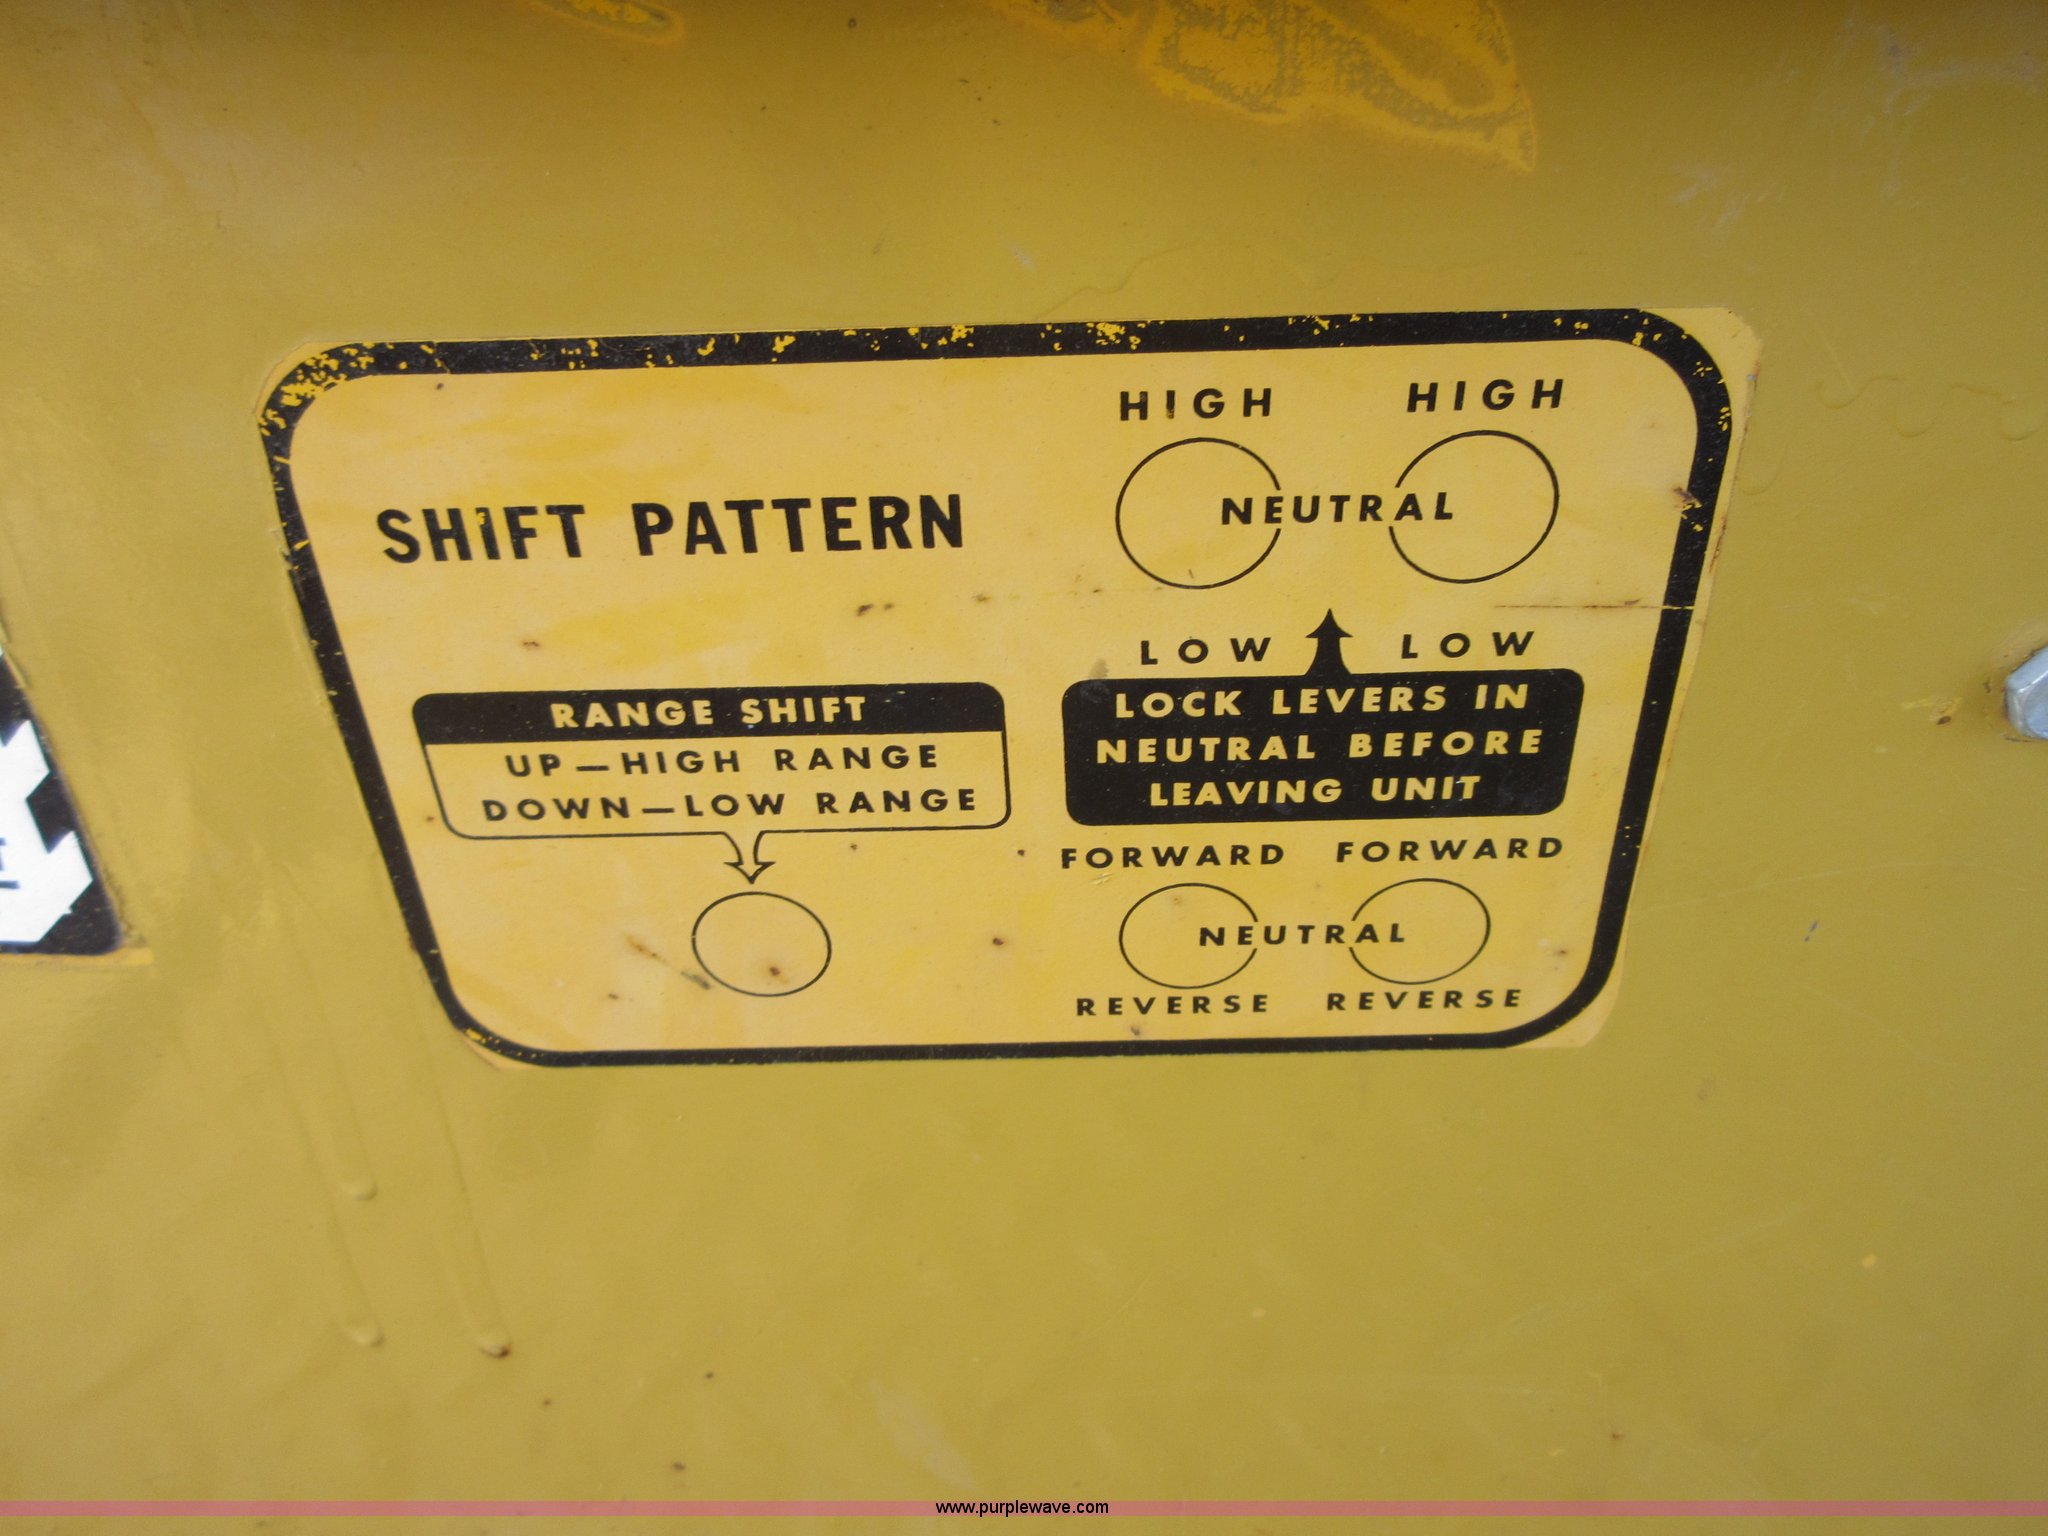 HIGH HIGH
SHIFT PATTERN
NEUTRAL
LOW LOW
RANGE SHIFT
UP—HIGH RANGE
DOWN—LOW RANGE
LOCK LEVERS IN
NEUTRAL BEFORE
LEAVING UNIT
FORWARD FORWARD
NEUTRAL
REVERSE REVERSE
www.purplewave.com